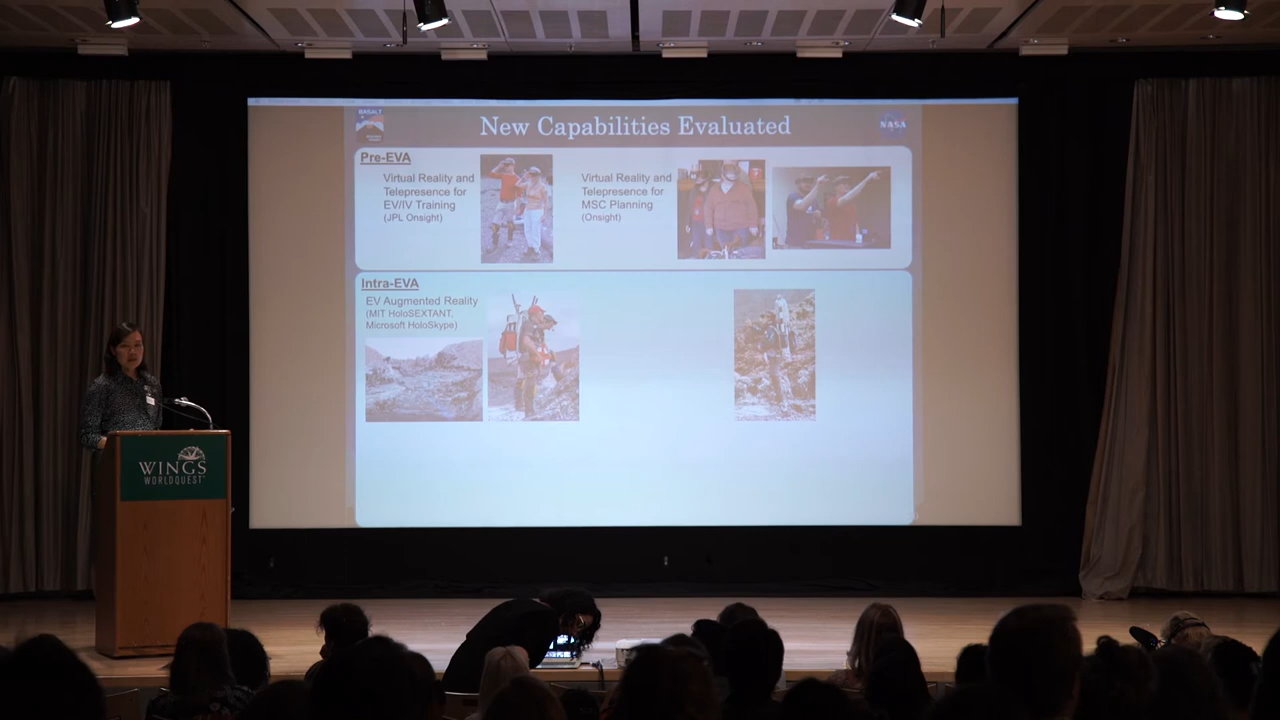 BASALT
New Capabilities Evaluated
NASA
Pre-EVA
Virtual Reality and
Telepresence for
EV/IV Training
(JPL Onsight)
Virtual Reality and
Telepresence for
MSC Planning
(Onsight)
Intra-EVA
EV Augmented Reality
(MIT HoloSEXTANT,
Microsoft HoloSkype)
WINGS
WORLDQUEST